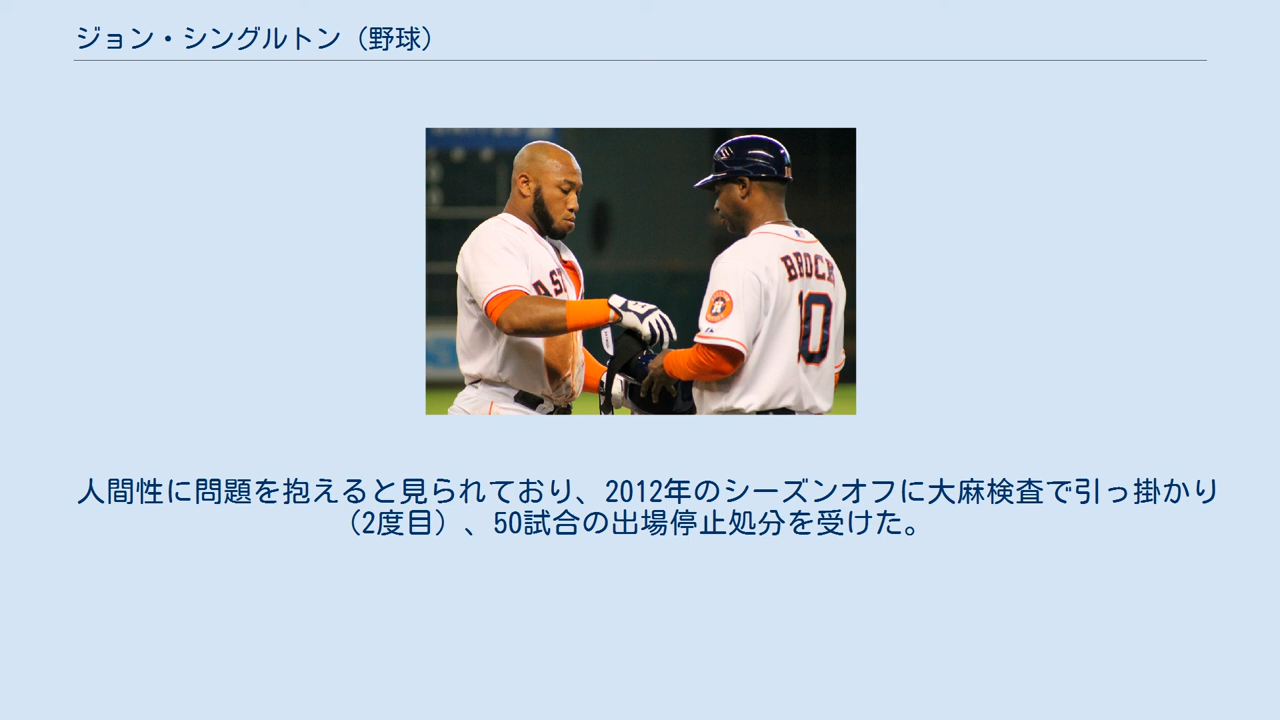 ジョン・シングルトン（野球）
AST
BROCK
10
人間性に問題を抱えると見られており、2012年のシーズンオフに大麻検査で引っ掛かり
（2度目）、50試合の出場停止処分を受けた。